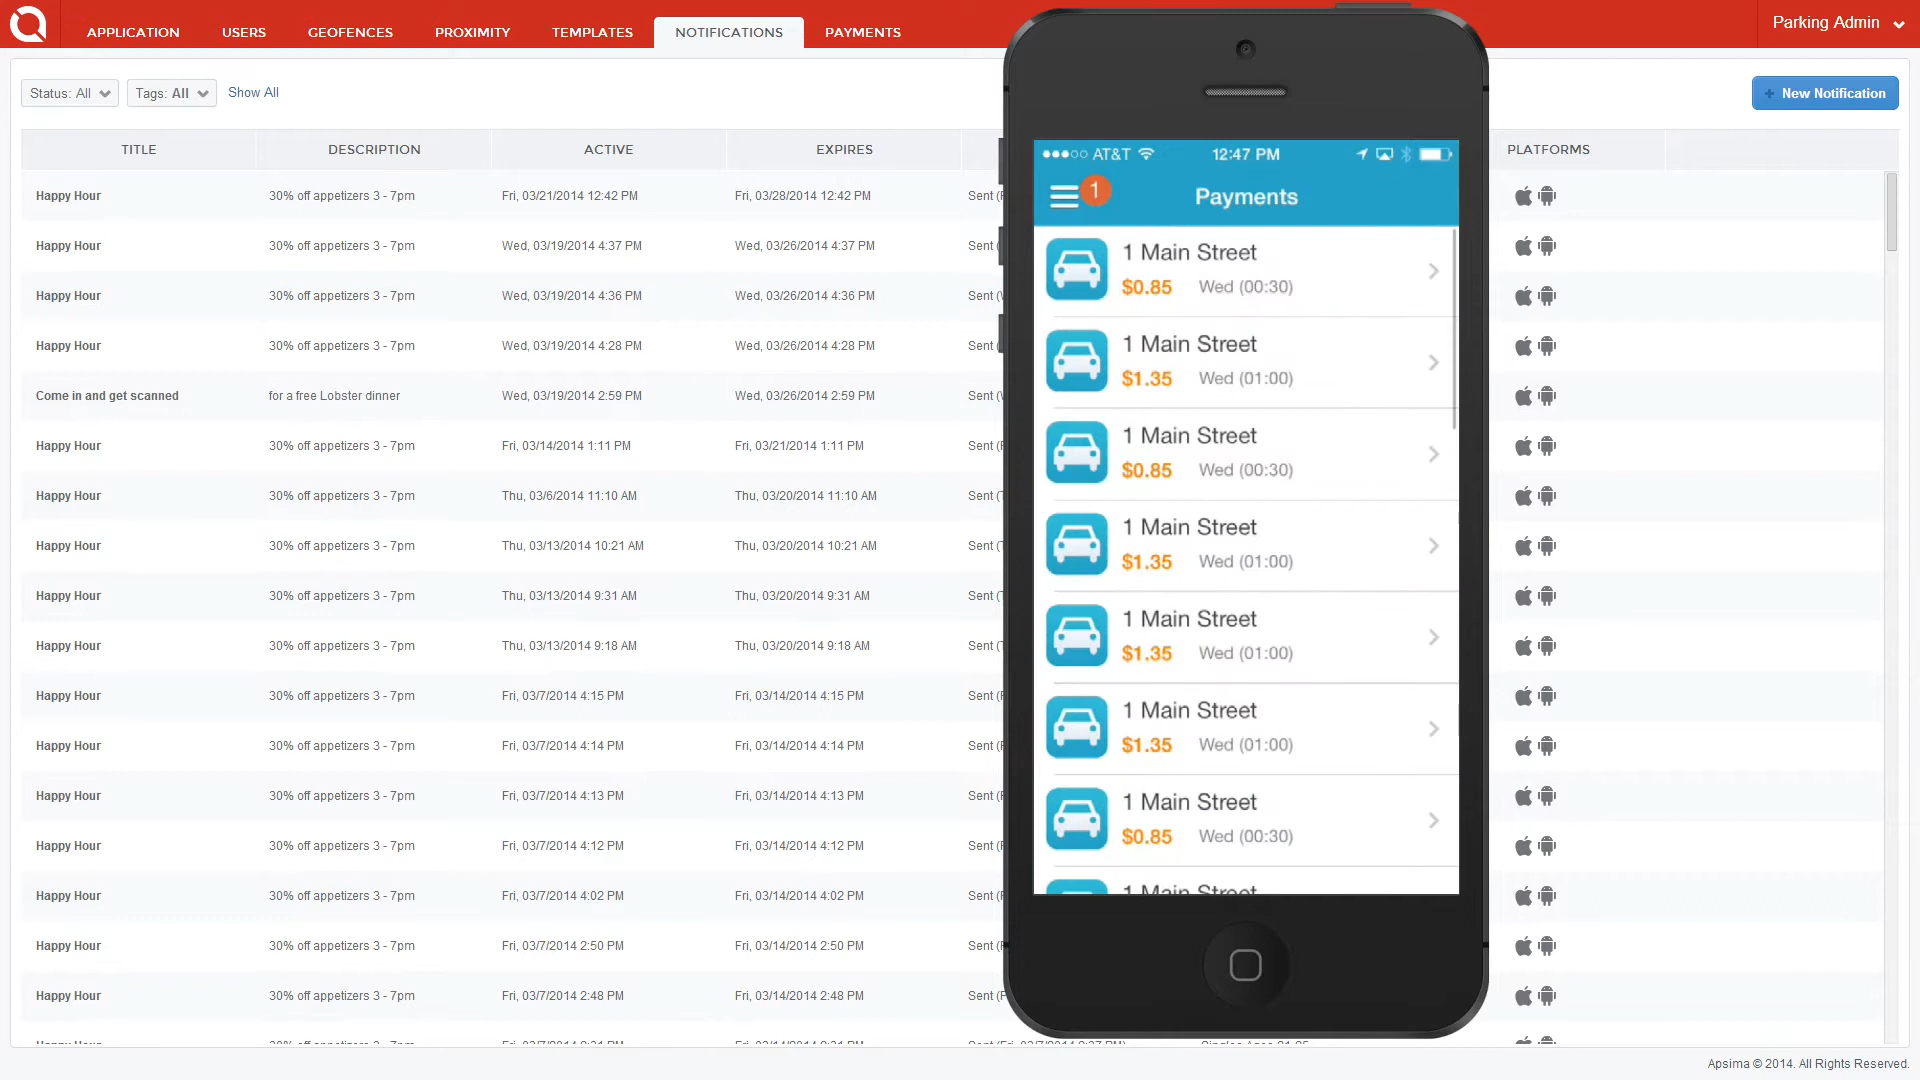 APPLICATION USERS GEOFENCES PROXIMITY TEMPLATES NOTIFICATIONS PAYMENTS Parking Admin
Status: All Tags: All Show All + New Notification
TITLE DESCRIPTION ACTIVE EXPIRES PLATFORMS
Happy Hour 30% off appetizers 3 - 7pm Fri, 03/21/2014 12:42 PM Fri, 03/28/2014 12:42 PM Sent
Happy Hour 30% off appetizers 3 - 7pm Wed, 03/19/2014 4:37 PM Wed, 03/26/2014 4:37 PM Sent
Happy Hour 30% off appetizers 3 - 7pm Wed, 03/19/2014 4:36 PM Wed, 03/26/2014 4:36 PM Sent
Happy Hour 30% off appetizers 3 - 7pm Wed, 03/19/2014 4:28 PM Wed, 03/26/2014 4:28 PM Sent
Come in and get scanned for a free Lobster dinner Wed, 03/19/2014 2:59 PM Wed, 03/26/2014 2:59 PM Sent
Happy Hour 30% off appetizers 3 - 7pm Fri, 03/14/2014 1:11 PM Fri, 03/21/2014 1:11 PM Sent
Happy Hour 30% off appetizers 3 - 7pm Thu, 03/6/2014 11:10 AM Thu, 03/20/2014 11:10 AM Sent
Happy Hour 30% off appetizers 3 - 7pm Thu, 03/13/2014 10:21 AM Thu, 03/20/2014 10:21 AM Sent
Happy Hour 30% off appetizers 3 - 7pm Thu, 03/13/2014 9:31 AM Thu, 03/20/2014 9:31 AM Sent
Happy Hour 30% off appetizers 3 - 7pm Thu, 03/13/2014 9:18 AM Thu, 03/20/2014 9:18 AM Sent
Happy Hour 30% off appetizers 3 - 7pm Fri, 03/7/2014 4:15 PM Fri, 03/14/2014 4:15 PM Sent
Happy Hour 30% off appetizers 3 - 7pm Fri, 03/7/2014 4:14 PM Fri, 03/14/2014 4:14 PM Sent
Happy Hour 30% off appetizers 3 - 7pm Fri, 03/7/2014 4:13 PM Fri, 03/14/2014 4:13 PM Sent
Happy Hour 30% off appetizers 3 - 7pm Fri, 03/7/2014 4:12 PM Fri, 03/14/2014 4:12 PM Sent
Happy Hour 30% off appetizers 3 - 7pm Fri, 03/7/2014 4:02 PM Fri, 03/14/2014 4:02 PM Sent
Happy Hour 30% off appetizers 3 - 7pm Fri, 03/7/2014 2:50 PM Fri, 03/14/2014 2:50 PM Sent
Happy Hour 30% off appetizers 3 - 7pm Fri, 03/7/2014 2:48 PM Fri, 03/14/2014 2:48 PM Sent
AT&T 12:47 PM
1 Payments
1 Main Street
$0.85 Wed (00:30)
1 Main Street
$1.35 Wed (01:00)
1 Main Street
$0.85 Wed (00:30)
1 Main Street
$1.35 Wed (01:00)
1 Main Street
$1.35 Wed (01:00)
1 Main Street
$1.35 Wed (01:00)
1 Main Street
$0.85 Wed (00:30)
1 Main Street
Apsima © 2014. All Rights Reserved.